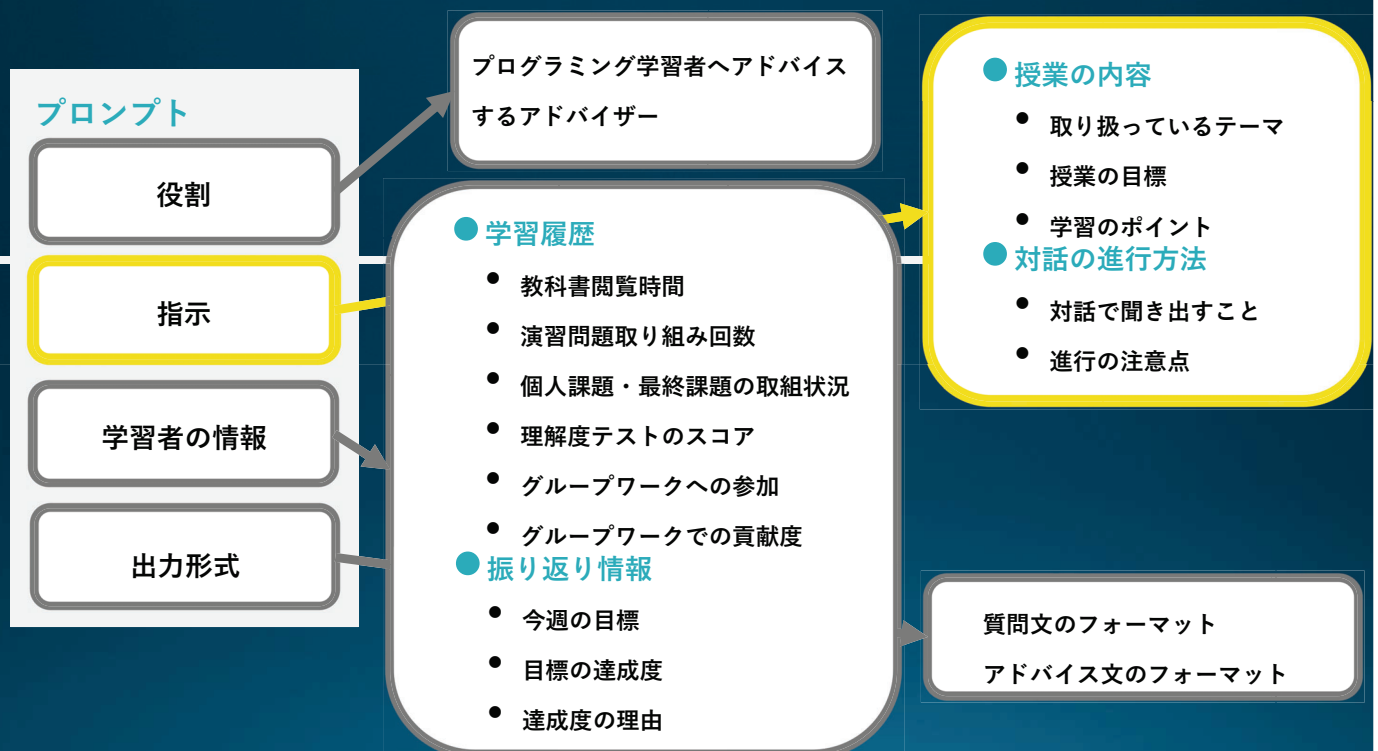 プロンプト
役割
指示
学習者の情報
出力形式
プログラミング学習者へアドバイス
するアドバイザー
学習履歴
教科書閲覧時間
演習問題取り組み回数
個人課題・最終課題の取組状況
理解度テストのスコア
グループワークへの参加
グループワークでの貢献度
振り返り情報
今週の目標
目標の達成度
達成度の理由
授業の内容
取り扱っているテーマ
授業の目標
学習のポイント
対話の進行方法
対話で聞き出すこと
進行の注意点
質問文のフォーマット
アドバイス文のフォーマット